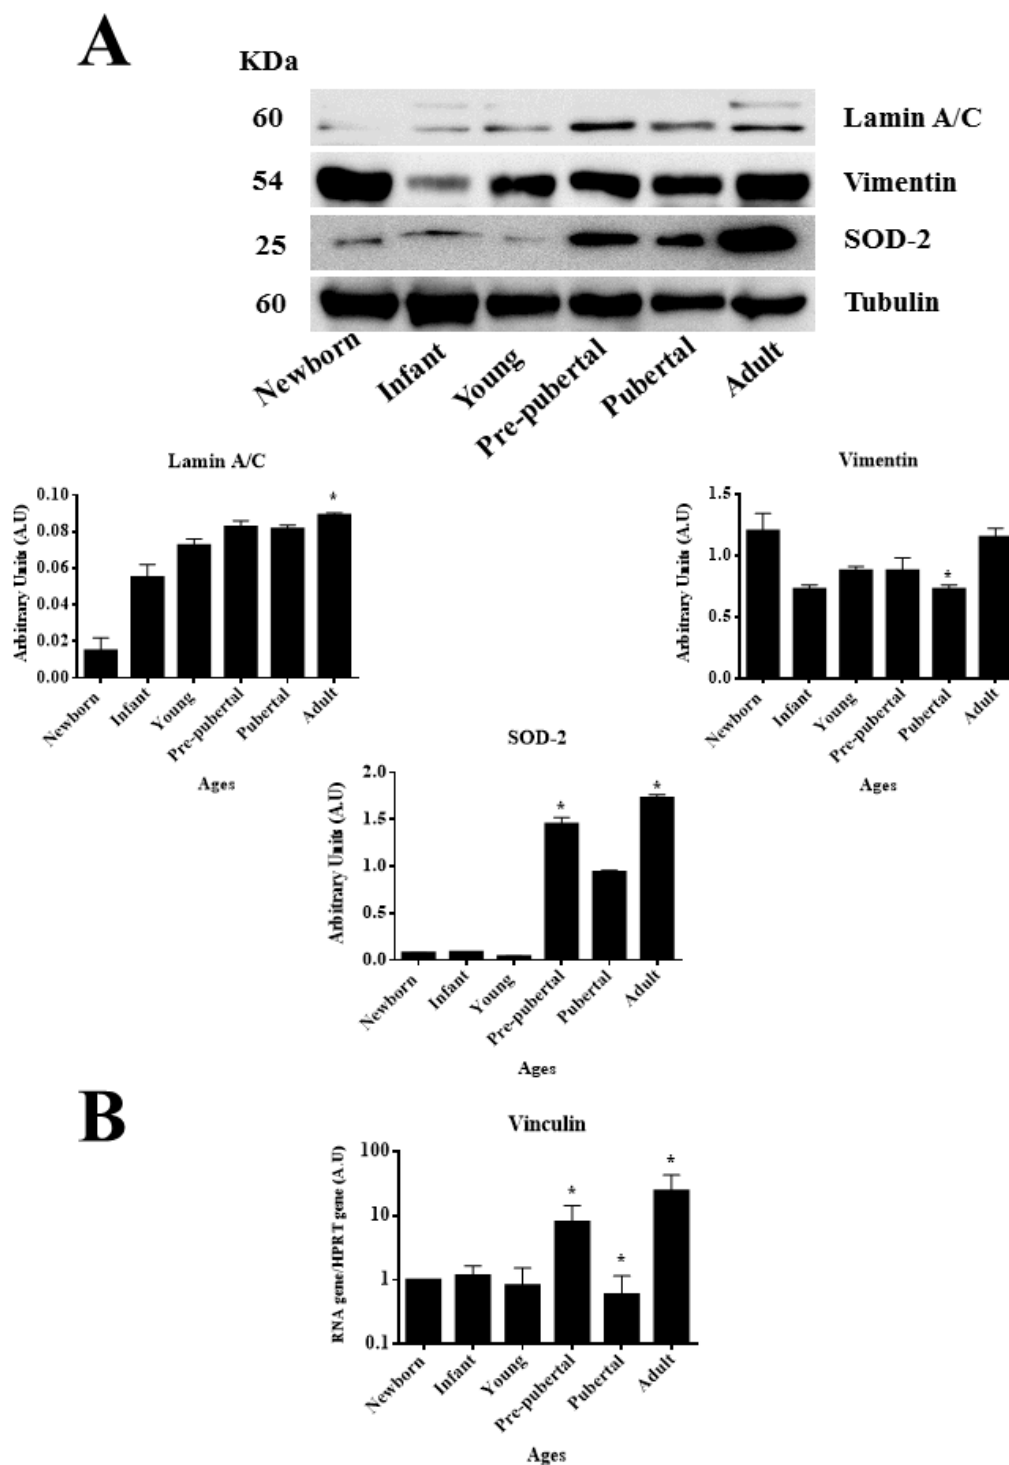 A
KDa
60 Lamin A/C
54 Vimentin
25 SOD-2
60 Tubulin
Newborn Infant Young Pre-pubertal Pubertal Adult
Lamin A/C
Arbitrary Units (A.U)
0.10
0.08
0.06
0.04
0.02
0.00
*
Newborn Infant Young Pre-pubertal Pubertal Adult
Ages
Vimentin
Arbitrary Units (A.U)
1.5
1.0
0.5
0.0
*
Newborn Infant Young Pre-pubertal Pubertal Adult
Ages
SOD-2
Arbitrary Units (A.U)
2.0
1.5
1.0
0.5
0.0
* *
Newborn Infant Young Pre-pubertal Pubertal Adult
Ages
B
Vinculin
RNA gene/HPRT gene (A.U)
100
10
1
0.1
* * *
Newborn Infant Young Pre-pubertal Pubertal Adult
Ages